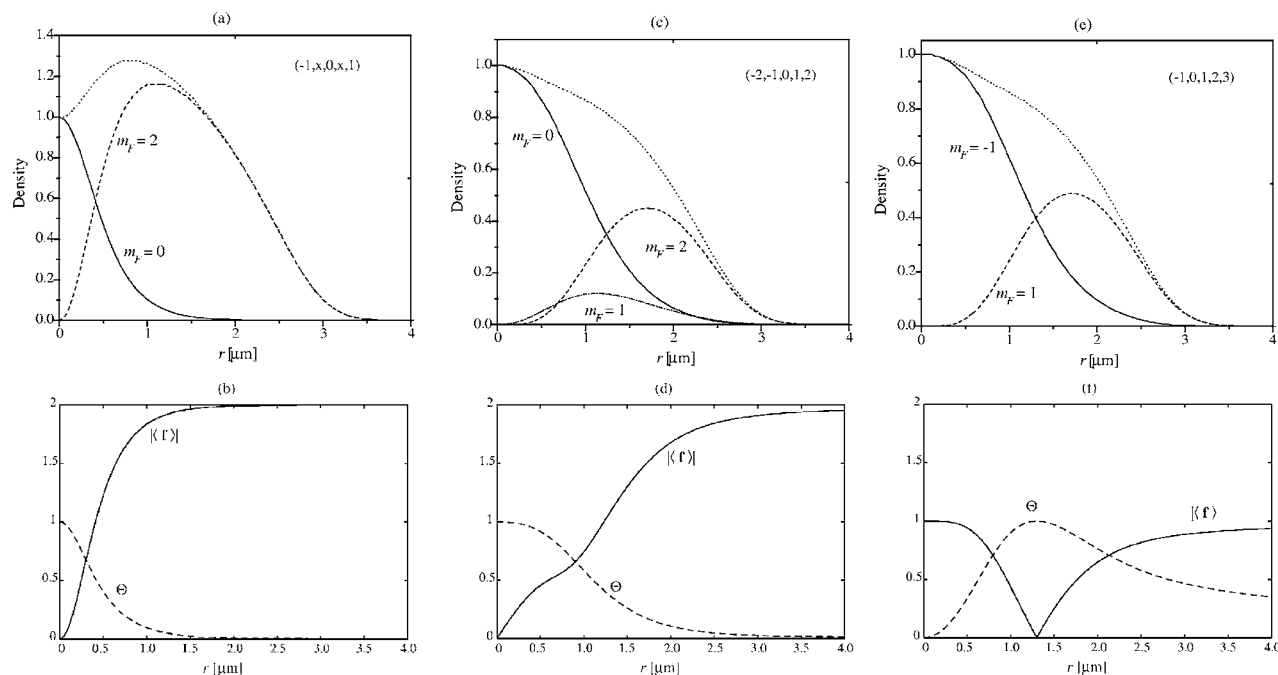 (a)
(c)
(e)
1.4
1.2
1.0
0.8
0.6
0.4
0.2
0.0
Density
(-1,x,0,x,1)
m_F = 2
m_F = 0
0 1 2 3 4
r [µm]
1.0
0.8
0.6
0.4
0.2
0.0
Density
(-2,-1,0,1,2)
m_F = 0
m_F = 2
m_F = 1
0 1 2 3 4
r [µm]
1.0
0.8
0.6
0.4
0.2
0.0
Density
(-1,0,1,2,3)
m_F = -1
m_F = 1
0 1 2 3 4
r [µm]
(b)
(d)
(f)
2
1.5
1
0.5
0
|⟨f⟩|
Θ
0 0.5 1.0 1.5 2.0 2.5 3.0 3.5 4.0
r [µm]
2
1.5
1
0.5
0
|⟨f⟩|
Θ
0 0.5 1.0 1.5 2.0 2.5 3.0 3.5 4.0
r [µm]
2
1.5
1
0.5
0
Θ
|⟨f⟩
0 0.5 1.0 1.5 2.0 2.5 3.0 3.5 4.0
r [µm]